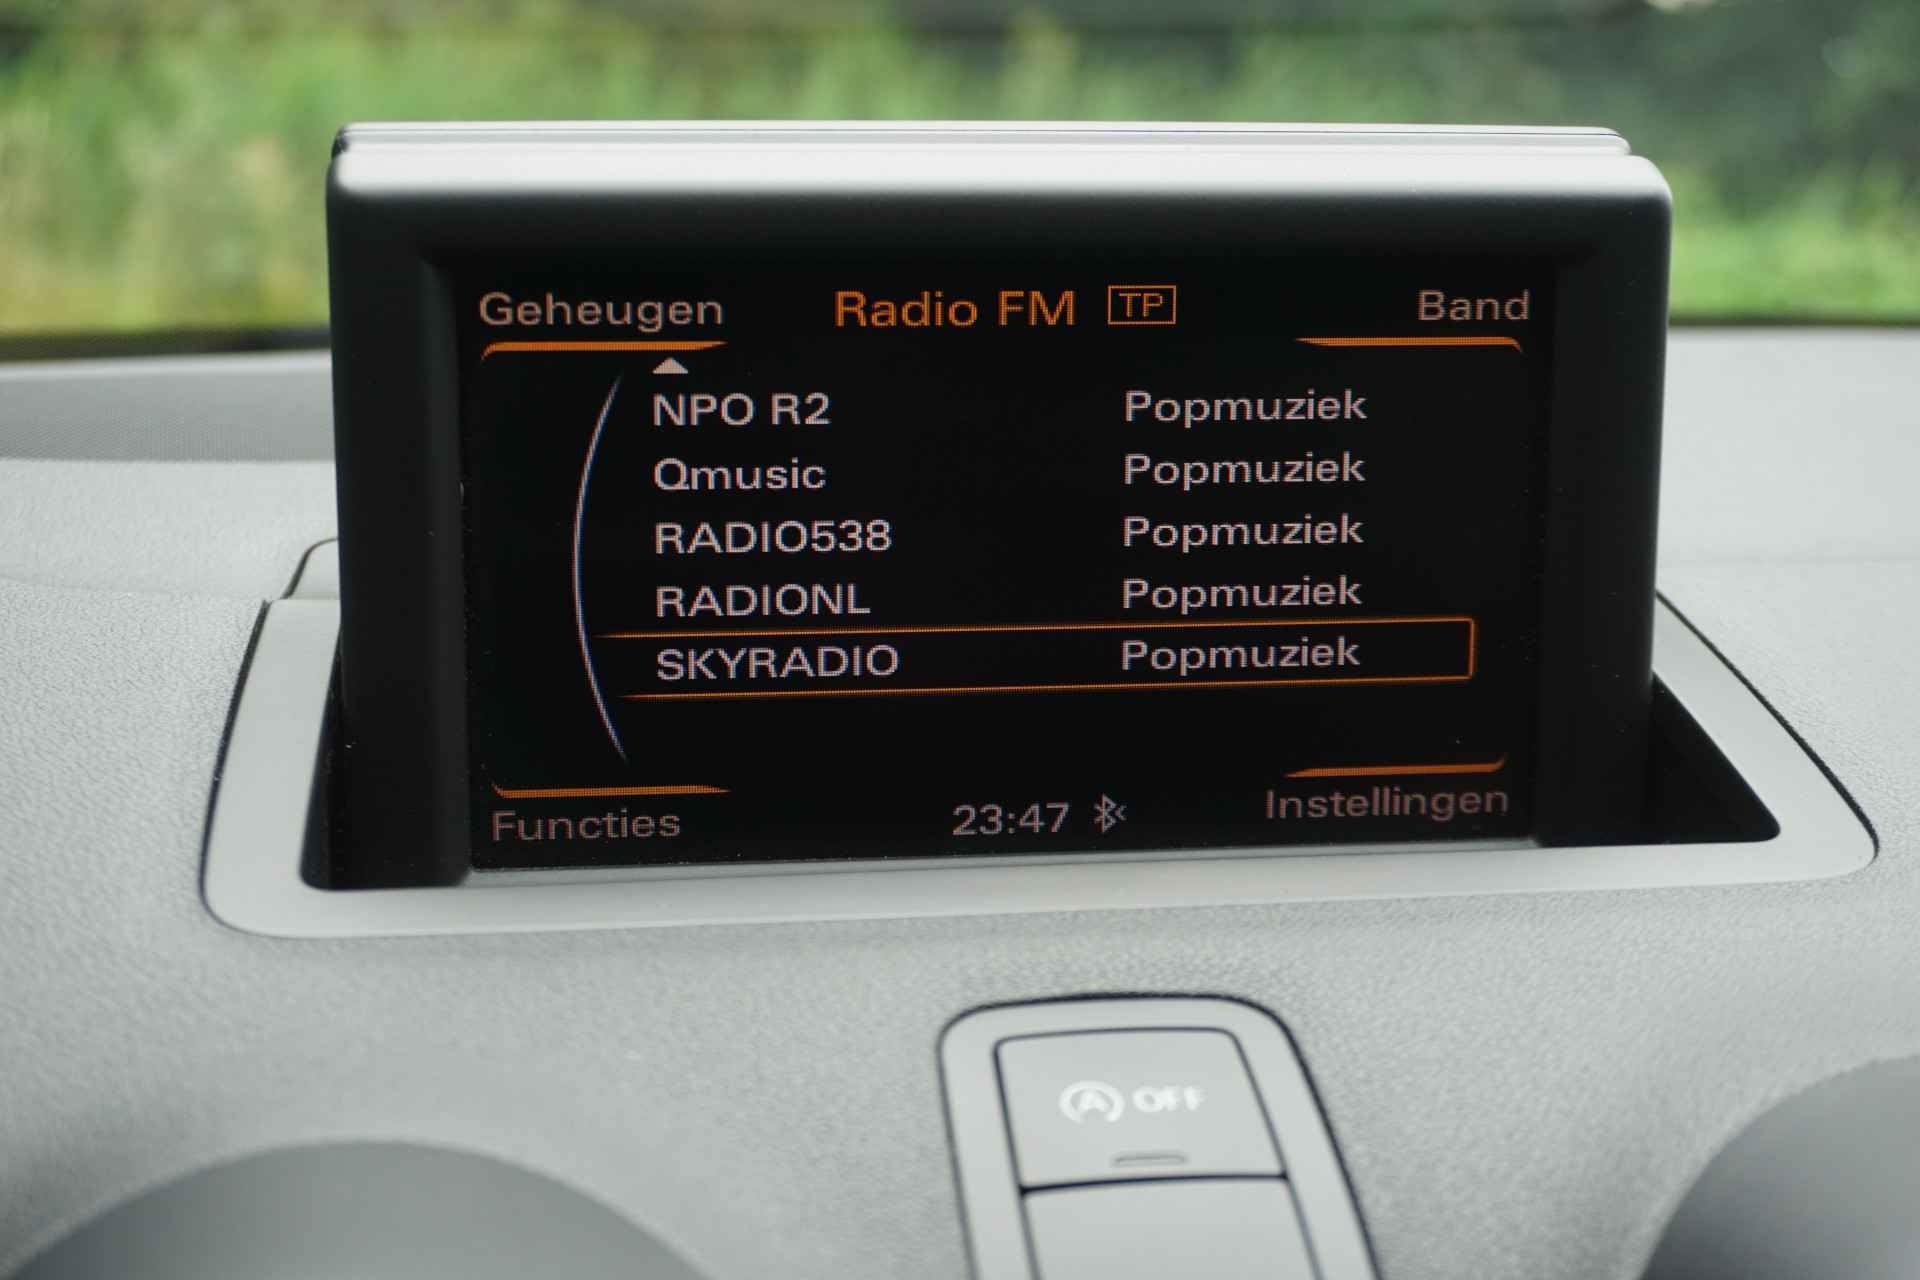 Geheugen Radio FM TP Band
NPO R2 Popmuziek
Qmusic Popmuziek
RADIO538 Popmuziek
RADIONL Popmuziek
SKYRADIO Popmuziek
Functies 23:47 Instellingen
A OFF